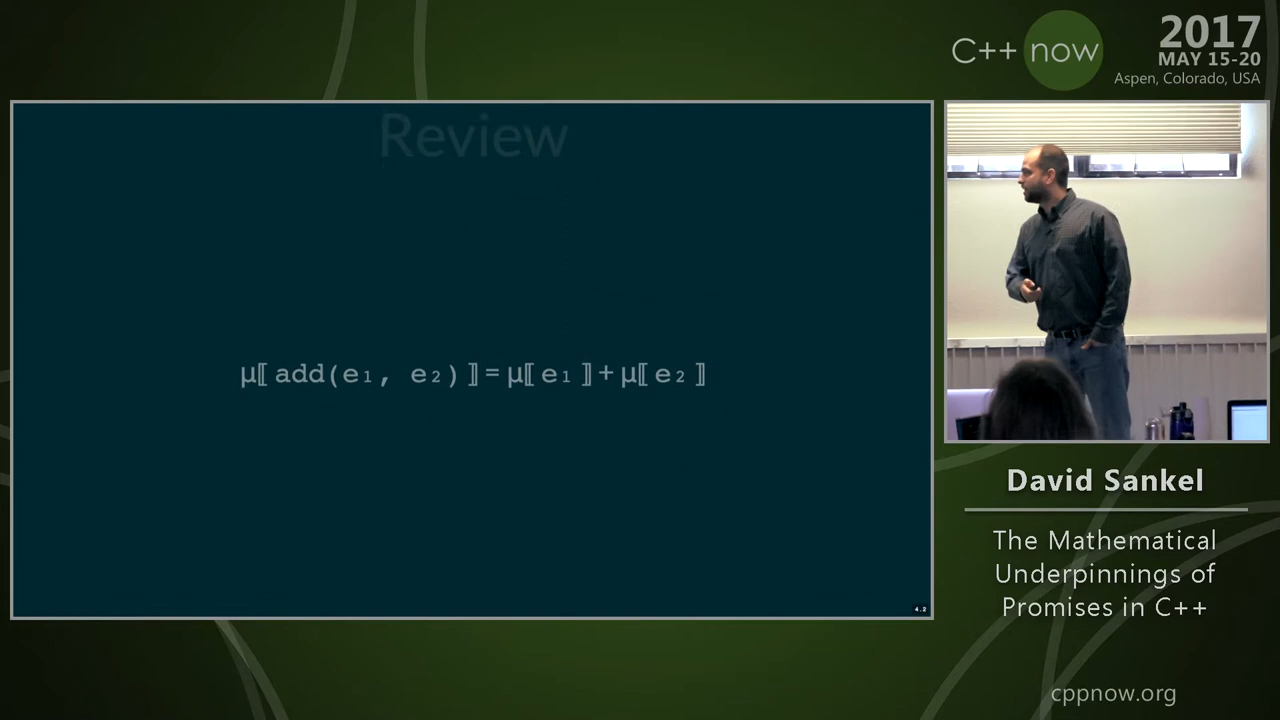 C++ now
2017
MAY 15-20
Aspen, Colorado, USA
Review
μ⟦ add(e₁, e₂) ⟧ = μ⟦ e₁ ⟧ + μ⟦ e₂ ⟧
4.2
David Sankel
The Mathematical
Underpinnings of
Promises in C++
cppnow.org